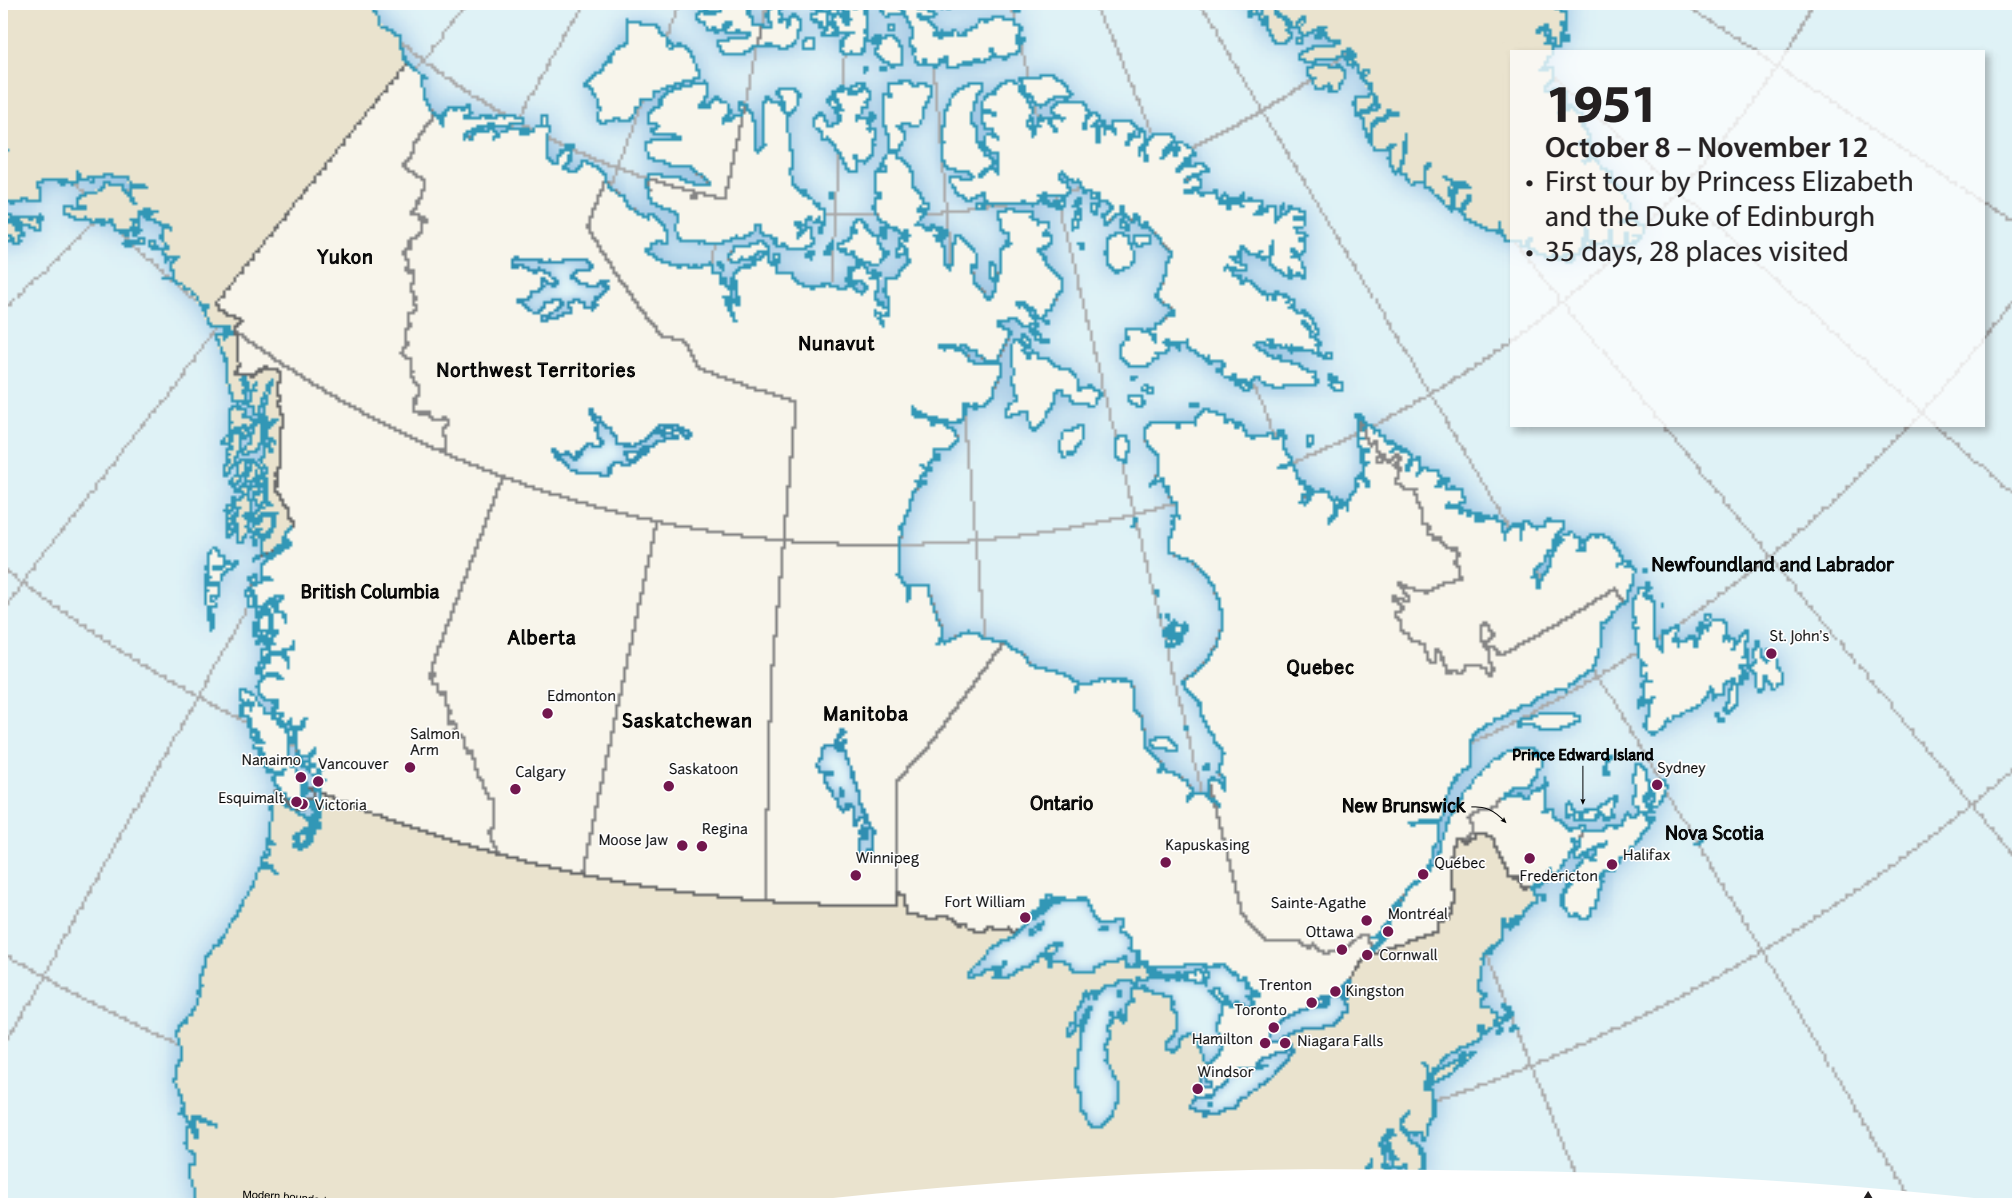 1951
October 8 – November 12
• First tour by Princess Elizabeth
and the Duke of Edinburgh
• 35 days, 28 places visited
Yukon
Nunavut
Northwest Territories
Newfoundland and Labrador
British Columbia
Alberta
St. John's
Quebec
Edmonton
Saskatchewan
Manitoba
Salmon
Arm
Nanaimo
Vancouver
Prince Edward Island
Sydney
Calgary
Saskatoon
Esquimalt
Victoria
Ontario
New Brunswick
Nova Scotia
Moose Jaw
Regina
Kapuskasing
Winnipeg
Québec
Halifax
Fredericton
Fort William
Sainte-Agathe
Montréal
Ottawa
Cornwall
Trenton
Kingston
Toronto
Hamilton
Niagara Falls
Windsor
Modern